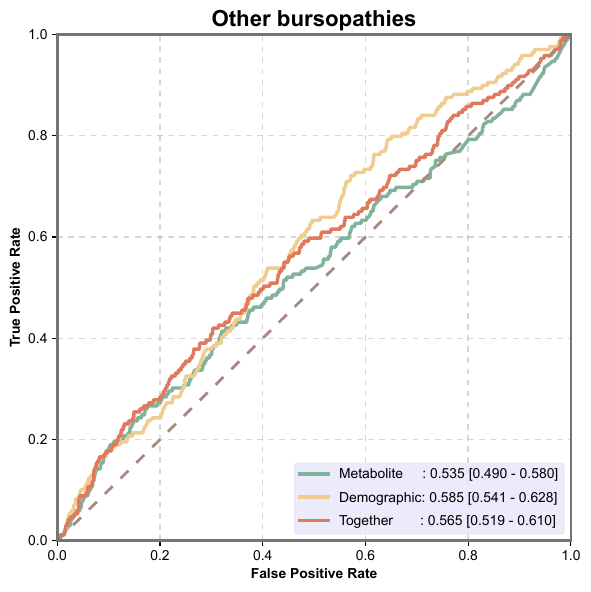 Other bursopathies
True Positive Rate
1.0
0.8
0.6
0.4
0.2
0.0
Metabolite : 0.535 [0.490 - 0.580]
Demographic: 0.585 [0.541 - 0.628]
Together : 0.565 [0.519 - 0.610]
0.0 0.2 0.4 0.6 0.8 1.0
False Positive Rate